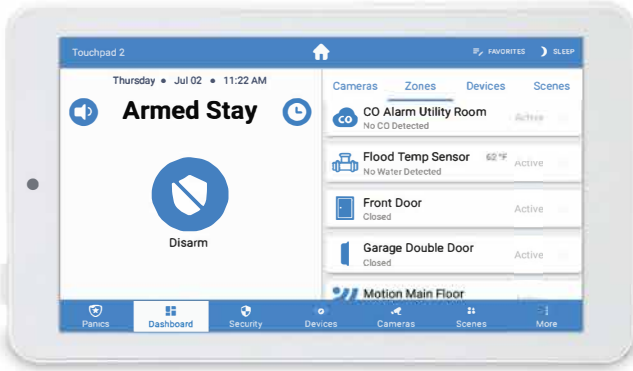 Touchpad 2
FAVORITES
SLEEP
Thursday • Jul 02 • 11:22 AM
Armed Stay
Disarm
Cameras Zones Devices Scenes
CO
CO Alarm Utility Room
Active
No CO Detected
Flood Temp Sensor 62 °F
Active
No Water Detected
Front Door
Active
Closed
Garage Double Door
Active
Closed
Motion Main Floor
Panics Dashboard Security Devices Cameras Scenes More